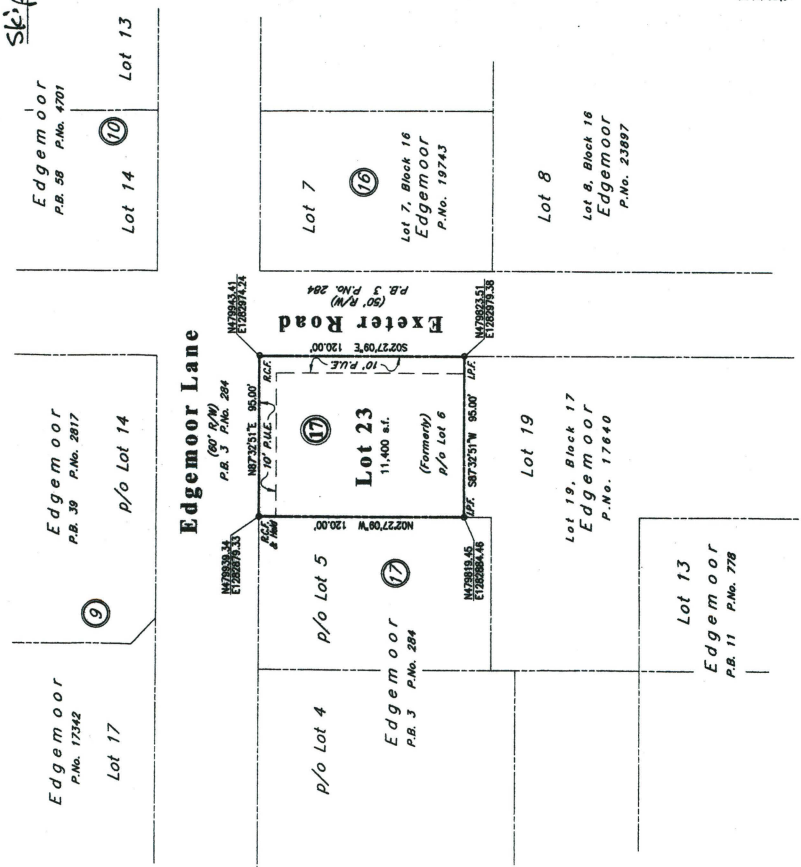 Edgemoor
P.B. 58 P.No. 4701
Lot 13
Lot 14
10
Edgemoor
P.B. 39 P.No. 2817
p/o Lot 14
9
Edgemoor
P.No. 17342
Lot 17
Edgemoor Lane
(60' R/W)
P.B. 3 P.No. 284
N479943.41
E1282974.24
N479939.34
E1282879.33
N87°32'51"E 95.00'
10' P.U.E.
R.C.F.
& Held
R.C.F.
Exeter Road
(50' R/W)
P.B. 3 P.No. 284
S02°27'09"E 120.00'
10' P.U.E.
17
Lot 23
11,400 s.f.
(Formerly)
p/o Lot 6
N02°27'09"W 120.00'
S87°32'51"W 95.00'
I.P.F.
I.P.F.
N479823.51
E1282979.38
N479819.45
E1282884.46
Lot 7
16
Lot 7, Block 16
Edgemoor
P.No. 19743
Lot 8
Lot 8, Block 16
Edgemoor
P.No. 23897
p/o Lot 5
17
Edgemoor
P.B. 3 P.No. 284
p/o Lot 4
Lot 19
Lot 19, Block 17
Edgemoor
P.No. 17640
Lot 13
Edgemoor
P.B. 11 P.No. 778